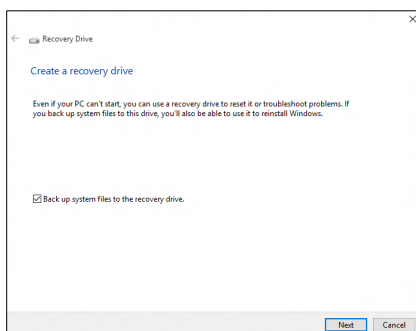 Recovery Drive
Create a recovery drive
Even if your PC can't start, you can use a recovery drive to reset it or troubleshoot problems. If
you back up system files to this drive, you'll also be able to use it to reinstall Windows.
Back up system files to the recovery drive.
Next Cancel